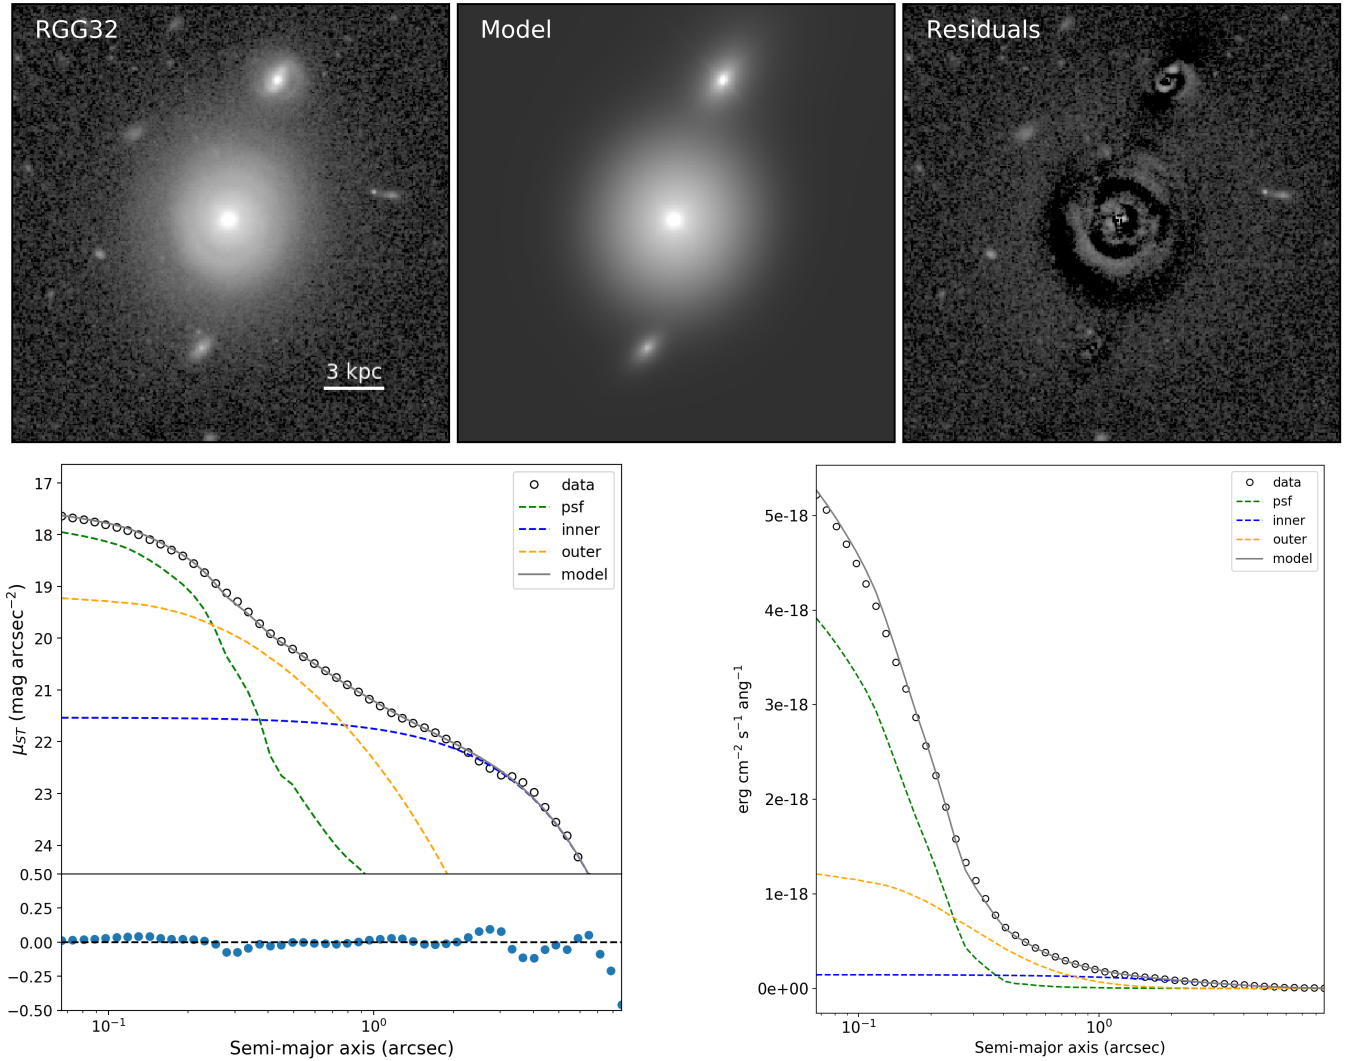 RGG32
Model
Residuals
3 kpc
17
18
19
20
21
22
23
24
0.50
0.25
0.00
−0.25
−0.50
μST (mag arcsec−2)
data
psf
inner
outer
model
10−1
100
Semi-major axis (arcsec)
5e-18
4e-18
3e-18
2e-18
1e-18
0e+00
erg cm−2 s−1 ang−1
data
psf
inner
outer
model
10−1
100
Semi-major axis (arcsec)